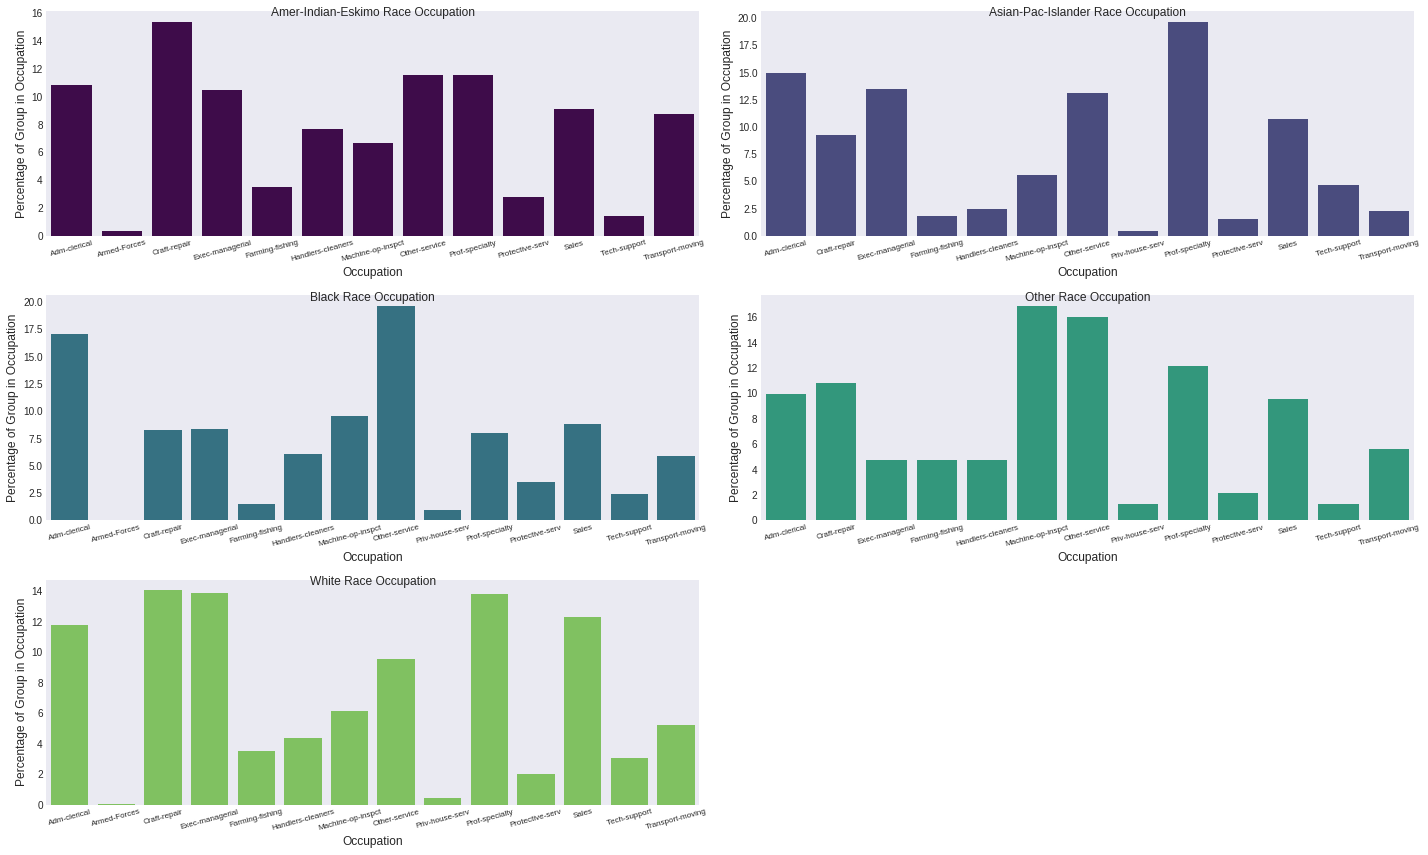 Amer-Indian-Eskimo Race Occupation
Percentage of Group in Occupation
16
14
12
10
8
6
4
2
0
Adm-clerical Armed-Forces Craft-repair Exec-managerial Farming-fishing Handlers-cleaners Machine-op-inspct Other-service Prof-specialty Protective-serv Sales Tech-support Transport-moving
Occupation
Asian-Pac-Islander Race Occupation
Percentage of Group in Occupation
20.0
17.5
15.0
12.5
10.0
7.5
5.0
2.5
0.0
Adm-clerical Craft-repair Exec-managerial Farming-fishing Handlers-cleaners Machine-op-inspct Other-service Priv-house-serv Prof-specialty Protective-serv Sales Tech-support Transport-moving
Occupation
Black Race Occupation
Percentage of Group in Occupation
20.0
17.5
15.0
12.5
10.0
7.5
5.0
2.5
0.0
Adm-clerical Armed-Forces Craft-repair Exec-managerial Farming-fishing Handlers-cleaners Machine-op-inspct Other-service Priv-house-serv Prof-specialty Protective-serv Sales Tech-support Transport-moving
Occupation
Other Race Occupation
Percentage of Group in Occupation
16
14
12
10
8
6
4
2
0
Adm-clerical Craft-repair Exec-managerial Farming-fishing Handlers-cleaners Machine-op-inspct Other-service Priv-house-serv Prof-specialty Protective-serv Sales Tech-support Transport-moving
Occupation
White Race Occupation
Percentage of Group in Occupation
14
12
10
8
6
4
2
0
Adm-clerical Armed-Forces Craft-repair Exec-managerial Farming-fishing Handlers-cleaners Machine-op-inspct Other-service Priv-house-serv Prof-specialty Protective-serv Sales Tech-support Transport-moving
Occupation